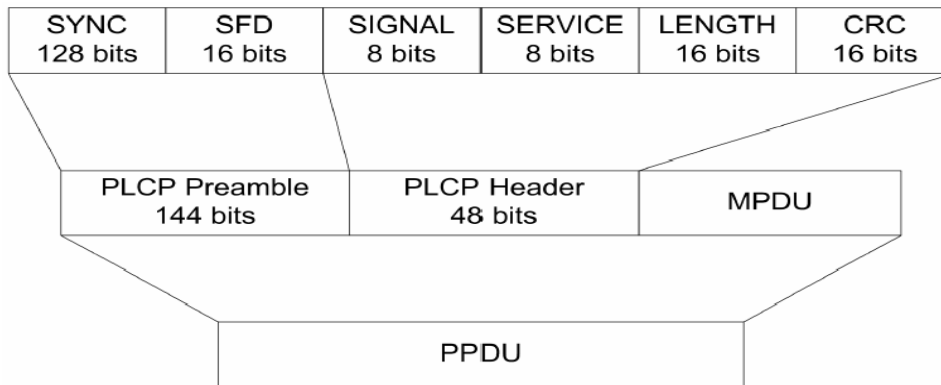 SYNC
128 bits
SFD
16 bits
SIGNAL
8 bits
SERVICE
8 bits
LENGTH
16 bits
CRC
16 bits
PLCP Preamble
144 bits
PLCP Header
48 bits
MPDU
PPDU